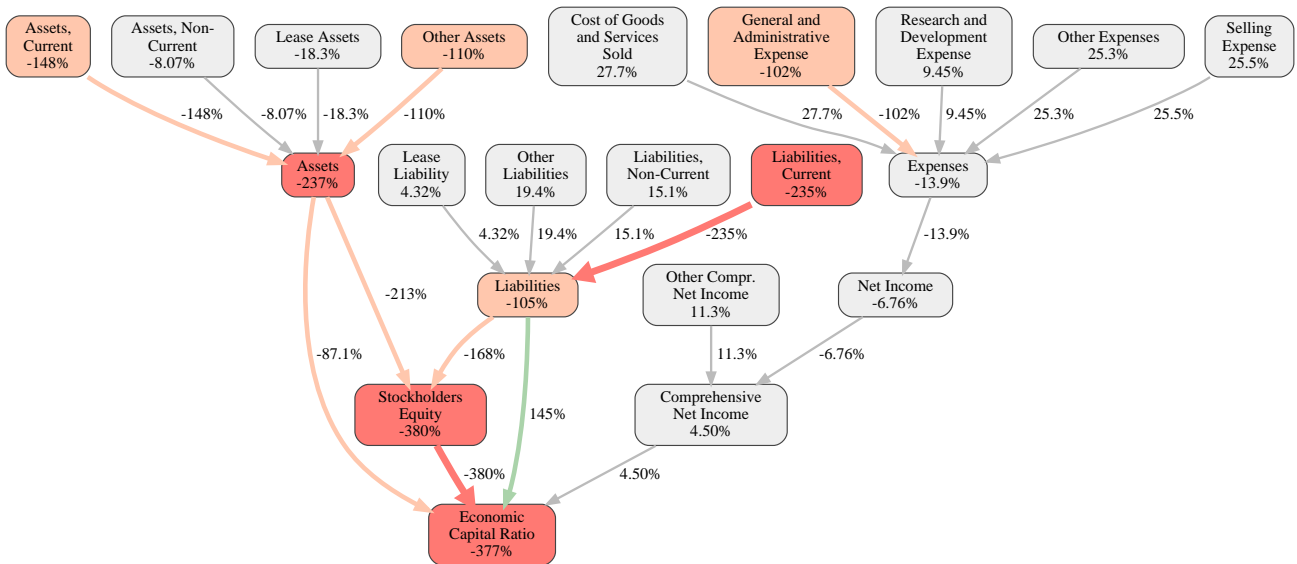 Assets,
Current
-148%
Assets, Non-
Current
-8.07%
Lease Assets
-18.3%
Other Assets
-110%
Cost of Goods
and Services
Sold
27.7%
General and
Administrative
Expense
-102%
Research and
Development
Expense
9.45%
Other Expenses
25.3%
Selling
Expense
25.5%
-148%
-8.07%
-18.3%
-110%
27.7%
-102%
9.45%
25.3%
25.5%
Assets
-237%
Lease
Liability
4.32%
Other
Liabilities
19.4%
Liabilities,
Non-Current
15.1%
Liabilities,
Current
-235%
Expenses
-13.9%
4.32%
19.4%
15.1%
-235%
-13.9%
Liabilities
-105%
Other Compr.
Net Income
11.3%
Net Income
-6.76%
-213%
-87.1%
-168%
11.3%
-6.76%
Stockholders
Equity
-380%
145%
Comprehensive
Net Income
4.50%
-380%
4.50%
Economic
Capital Ratio
-377%